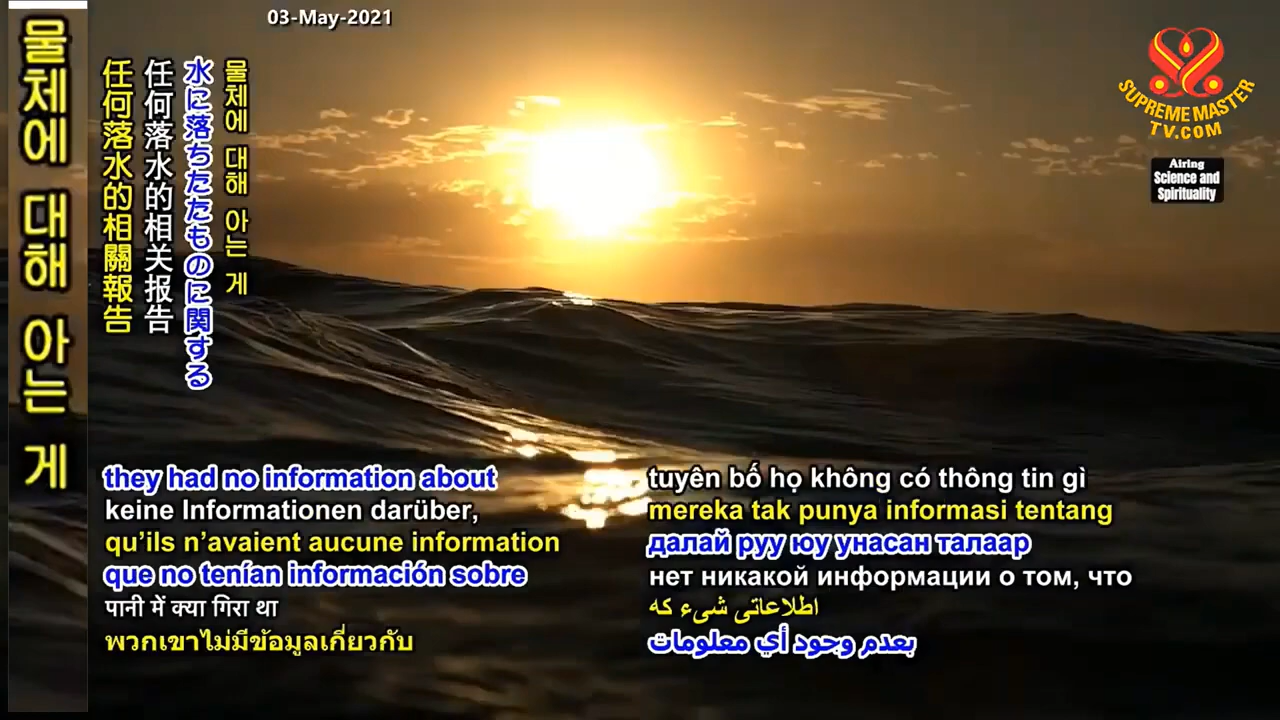 03-May-2021
물체에 대해 아는 게
任何落水的相關報告
任何落水的相关报告
水に落ちたたものに関する
물체에 대해 아는 게
SUPREME MASTER
TV.COM
Airing
Science and
Spirituality
they had no information about
keine Informationen darüber,
qu'ils n'avaient aucune information
que no tenían información sobre
पानी में क्या गिरा था
พวกเขาไม่มีข้อมูลเกี่ยวกับ
tuyên bố họ không có thông tin gì
mereka tak punya informasi tentang
далай руу юу унасан талаар
нет никакой информации о том, что
اطلاعاتی شیء که
بعدم وجود أي معلومات